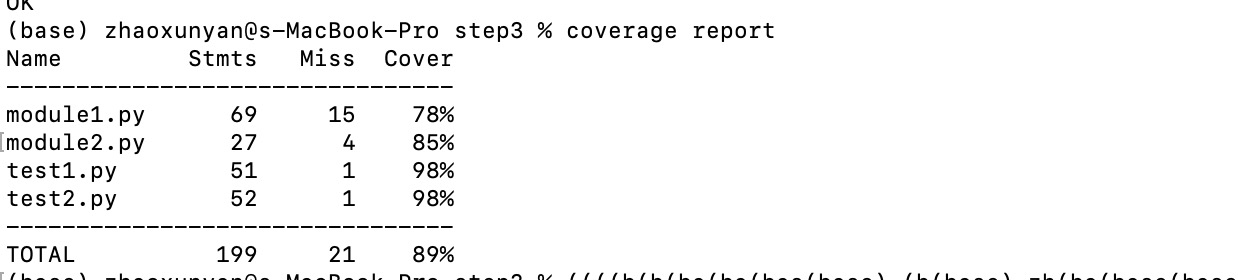 OK
(base) zhaoxunyan@s-MacBook-Pro step3 % coverage report
Name Stmts Miss Cover
---------------------------------
module1.py 69 15 78%
module2.py 27 4 85%
test1.py 51 1 98%
test2.py 52 1 98%
---------------------------------
TOTAL 199 21 89%
(base) zhaoxunyan@s-MacBook-Pro step3 %